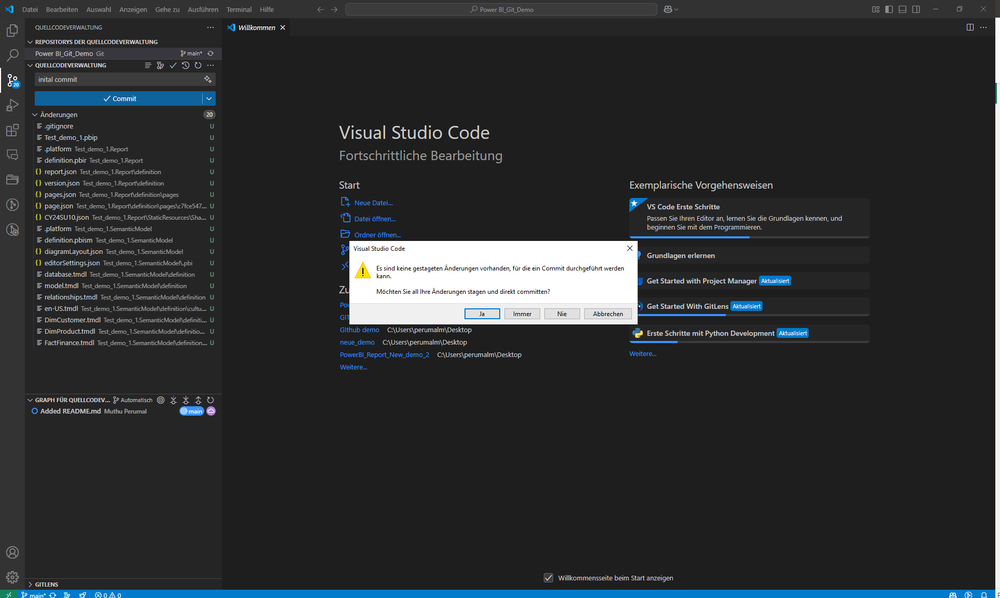 Datei Bearbeiten Auswahl Anzeigen Gehe zu Ausführen Terminal Hilfe
Power BI_Git_Demo
QUELLCODEVERWALTUNG
REPOSITORYS DER QUELLCODEVERWALTUNG
Power BI_Git_Demo Git main*
QUELLCODEVERWALTUNG
inital commit
Commit
Änderungen 20
.gitignore U
Test_demo_1.pbip U
.platform Test_demo_1.Report U
definition.pbir Test_demo_1.Report U
report.json Test_demo_1.Report\definition U
version.json Test_demo_1.Report\definition U
pages.json Test_demo_1.Report\definition\pages U
page.json Test_demo_1.Report\definition\pages\c7fce547... U
CY24SU10.json Test_demo_1.Report\StaticResources\Sha... U
.platform Test_demo_1.SemanticModel U
definition.pbism Test_demo_1.SemanticModel U
diagramLayout.json Test_demo_1.SemanticModel U
editorSettings.json Test_demo_1.SemanticModel\.pbi U
database.tmdl Test_demo_1.SemanticModel\definition U
model.tmdl Test_demo_1.SemanticModel\definition U
relationships.tmdl Test_demo_1.SemanticModel\definition U
en-US.tmdl Test_demo_1.SemanticModel\definition\cultu... U
DimCustomer.tmdl Test_demo_1.SemanticModel\definiti... U
DimProduct.tmdl Test_demo_1.SemanticModel\definitio... U
FactFinance.tmdl Test_demo_1.SemanticModel\definition... U
20
GRAPH FÜR QUELLCODEV... Automatisch
Added README.md Muthu Perumal main
GITLENS
Willkommen
Visual Studio Code
Fortschrittliche Bearbeitung
Start
Neue Datei...
Datei öffnen...
Ordner öffnen...
Zu
Pow
GIT
GIthub demo C:\Users\perumalm\Desktop
neue_demo C:\Users\perumalm\Desktop
PowerBI_Report_New_demo_2 C:\Users\perumalm\Desktop
Weitere...
Exemplarische Vorgehensweisen
VS Code Erste Schritte
Passen Sie Ihren Editor an, lernen Sie die Grundlagen kennen, und
beginnen Sie mit dem Programmieren.
Grundlagen erlernen
Get Started with Project Manager Aktualisiert
Get Started With GitLens Aktualisiert
Erste Schritte mit Python Development Aktualisiert
Weitere...
Visual Studio Code
Es sind keine gestageten Änderungen vorhanden, für die ein Commit durchgeführt werden
kann.
Möchten Sie all Ihre Änderungen stagen und direkt committen?
Ja Immer Nie Abbrechen
Willkommensseite beim Start anzeigen
main* 0 0